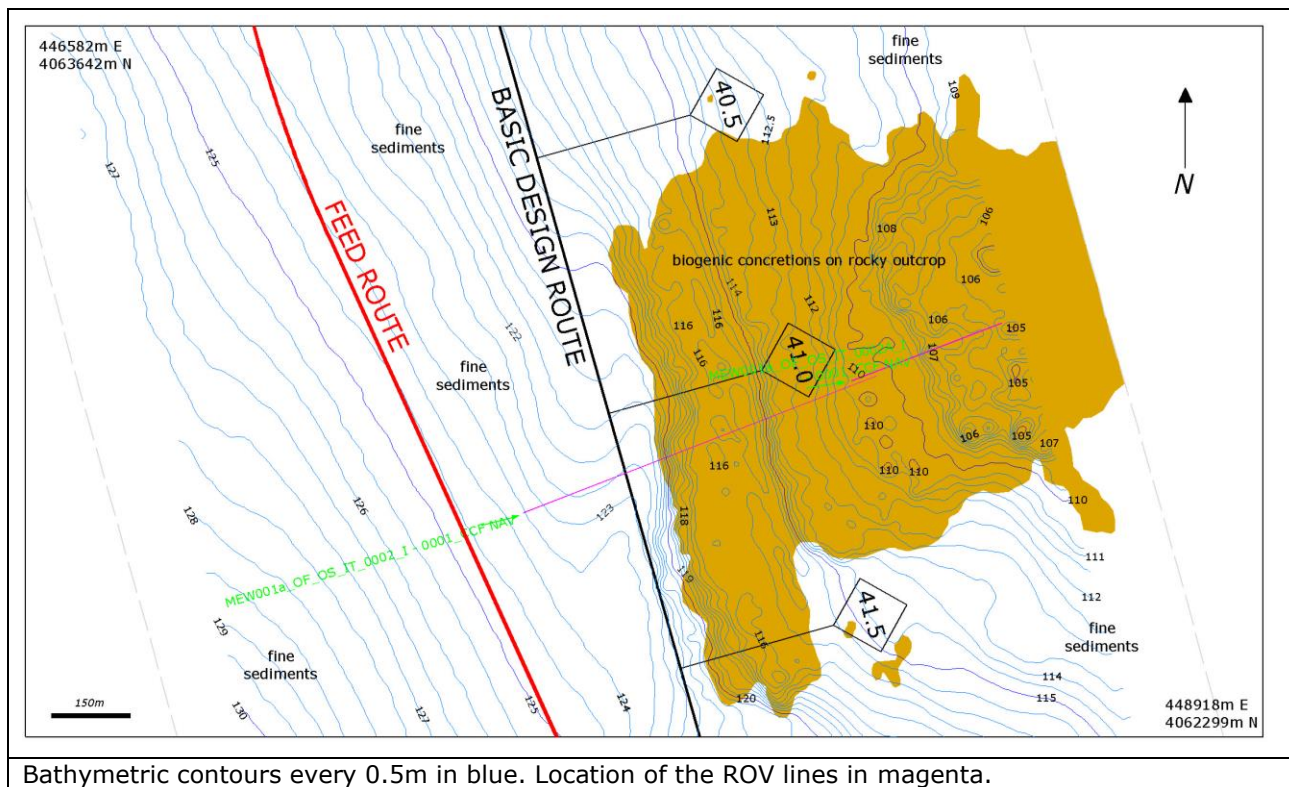 446582m E
4063642m N
fine
sediments
109
40.5
112.5
N
fine
sediments
125
127
BASIC DESIGN ROUTE
FEED ROUTE
113
108
106
biogenic concretions on rocky outcrop
106
114
112
122
116
116
106
105
107
41.0
116
110
fine
sediments
105
110
106
105
107
116
110
110
110
118
123
126
128
MEW001a_OF_OS_IT_0002_I - 0001_CCF NAV
111
119
112
41.5
129
fine
sediments
116
fine
sediments
114
115
120
125
124
127
130
150m
448918m E
4062299m N
Bathymetric contours every 0.5m in blue. Location of the ROV lines in magenta.